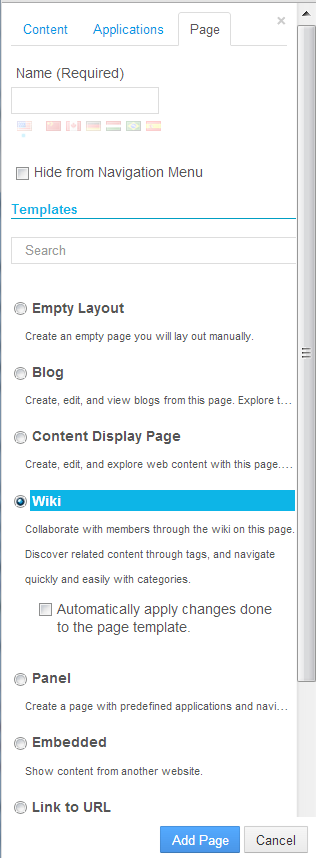 Content Applications Page ×
Name (Required)
Hide from Navigation Menu
Templates
Search
Empty Layout
Create an empty page you will lay out manually.
Blog
Create, edit, and view blogs from this page. Explore t…
Content Display Page
Create, edit, and explore web content with this page.…
Wiki
Collaborate with members through the wiki on this page.
Discover related content through tags, and navigate
quickly and easily with categories.
Automatically apply changes done
to the page template.
Panel
Create a page with predefined applications and navi…
Embedded
Show content from another website.
Link to URL
Add Page Cancel